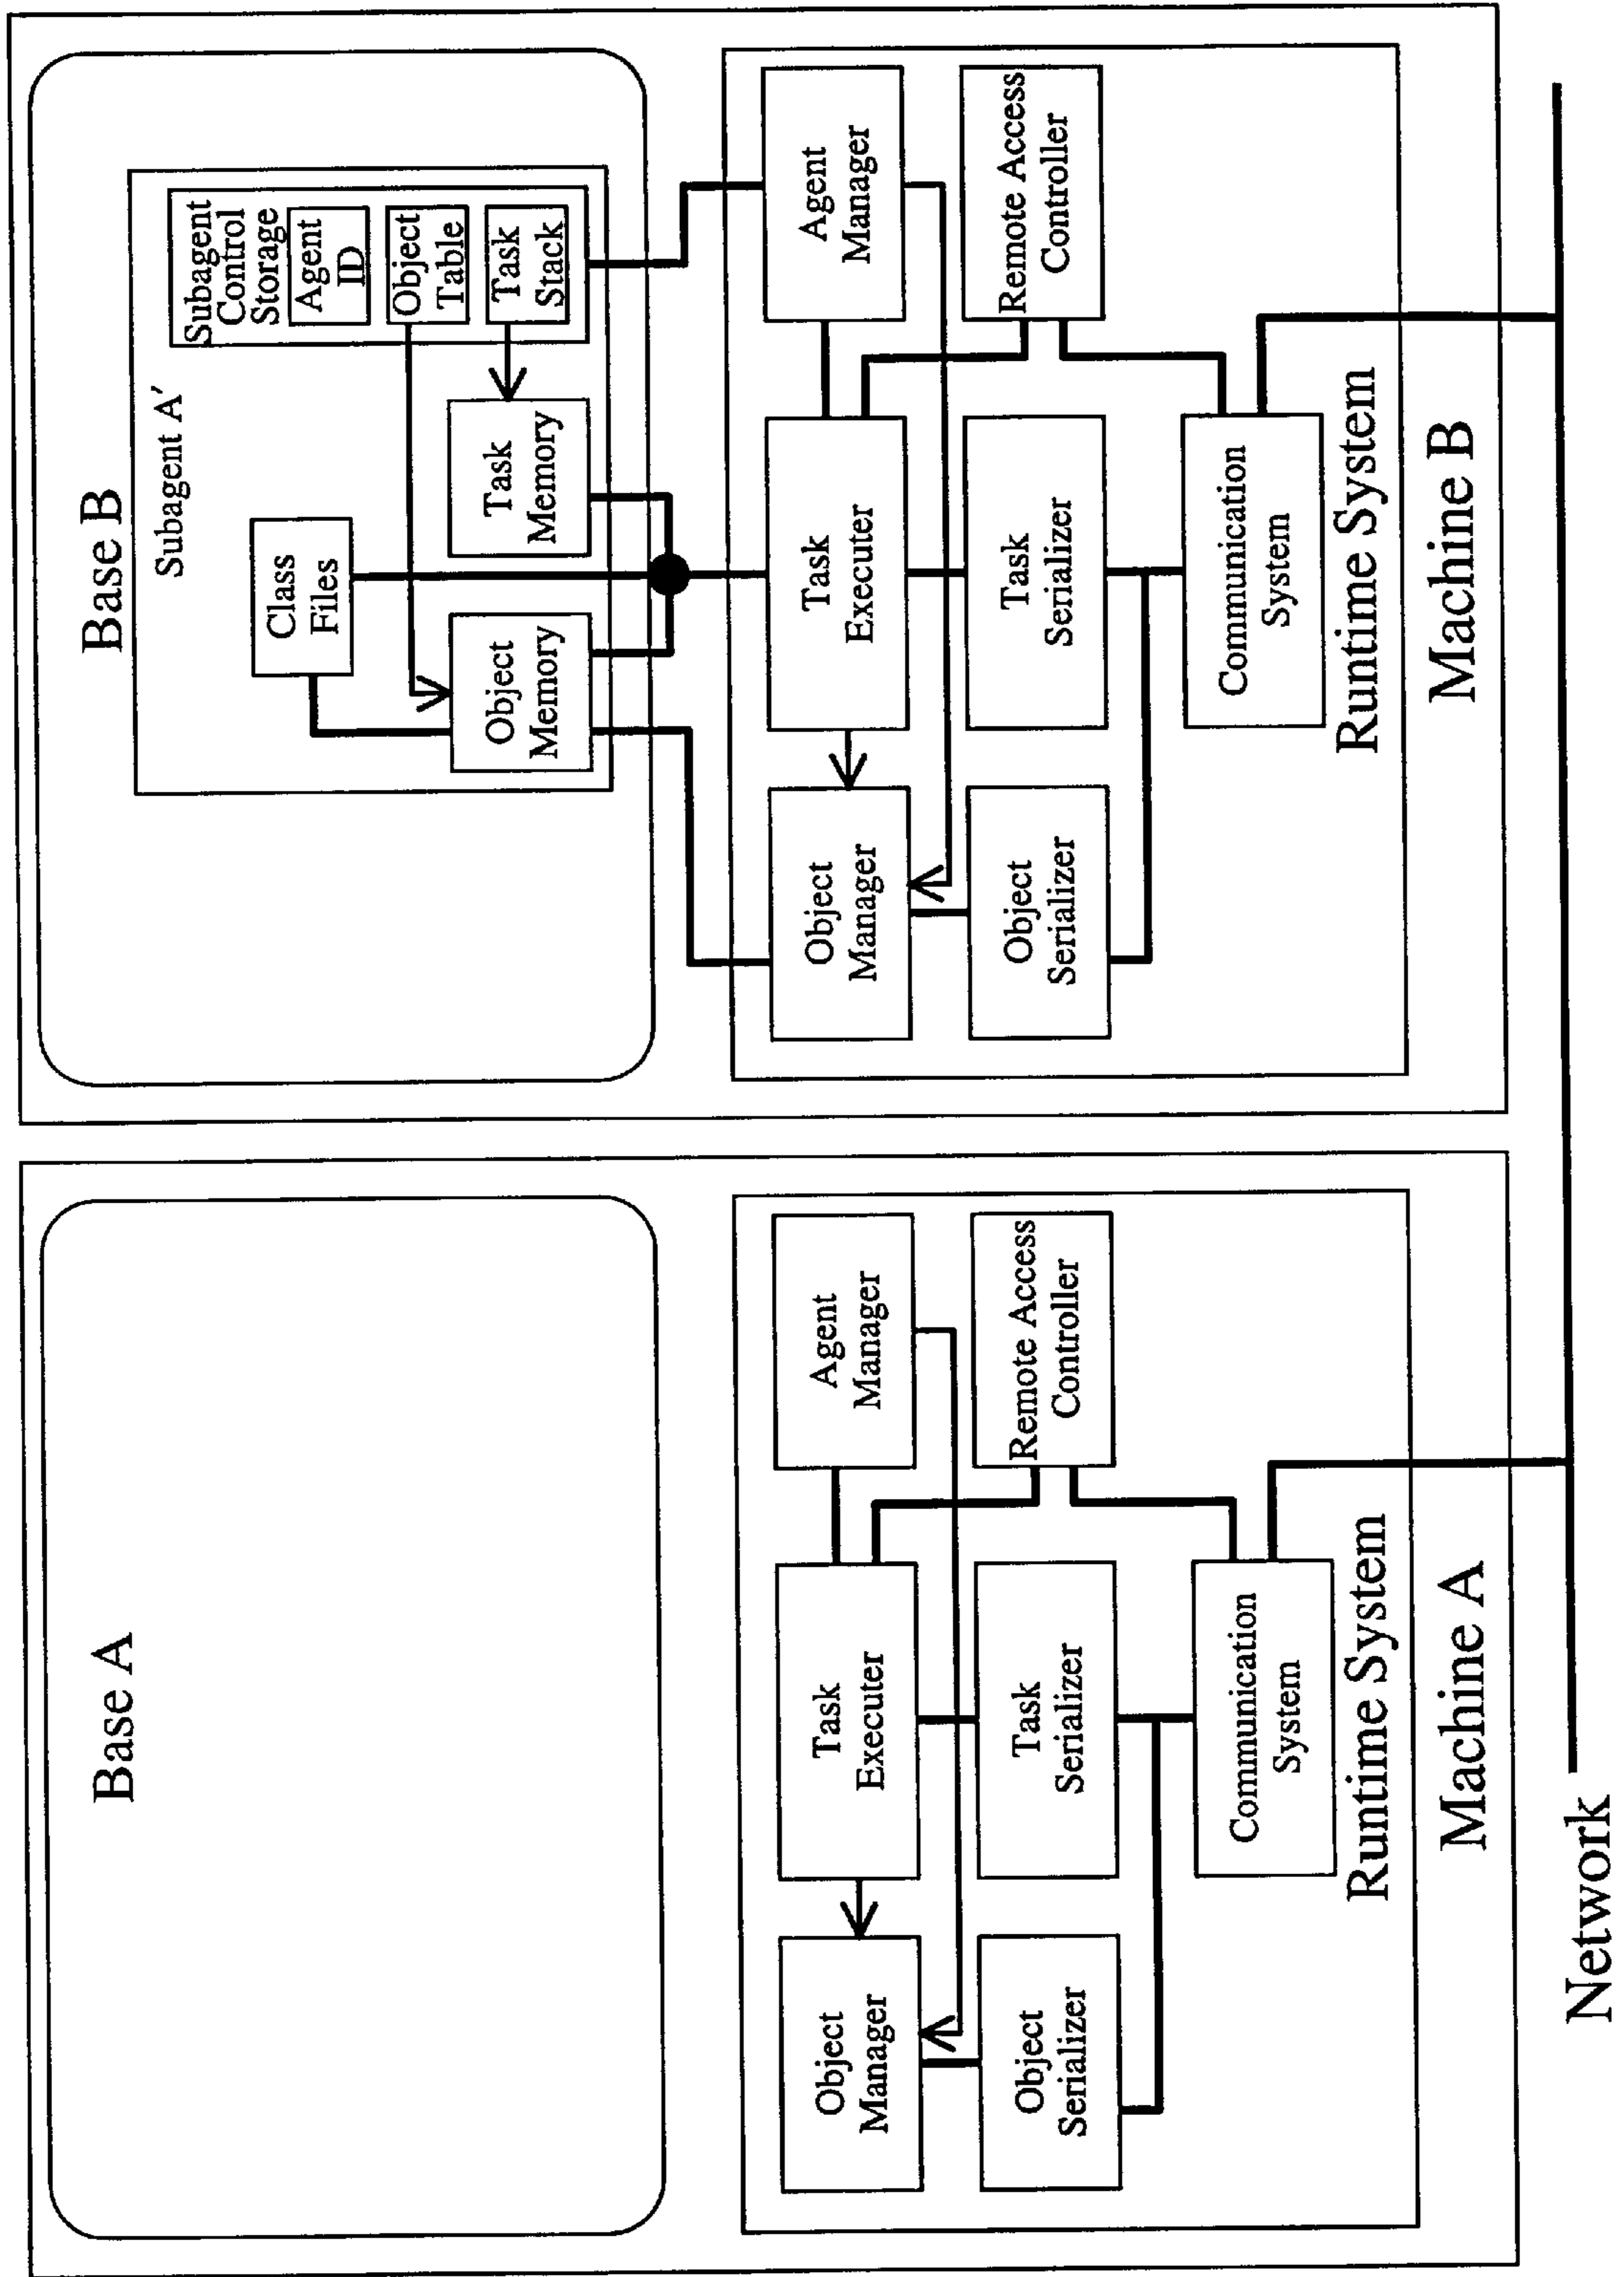 Base A
Object
Manager
Task
Executer
Agent
Manager
Object
Serializer
Task
Serializer
Remote Access
Controller
Communication
System
Runtime System
Machine A
Base B
Subagent A'
Class
Files
Object
Memory
Task
Memory
Subagent
Control
Storage
Agent
ID
Object
Table
Task
Stack
Object
Manager
Task
Executer
Agent
Manager
Object
Serializer
Task
Serializer
Remote Access
Controller
Communication
System
Runtime System
Machine B
Network